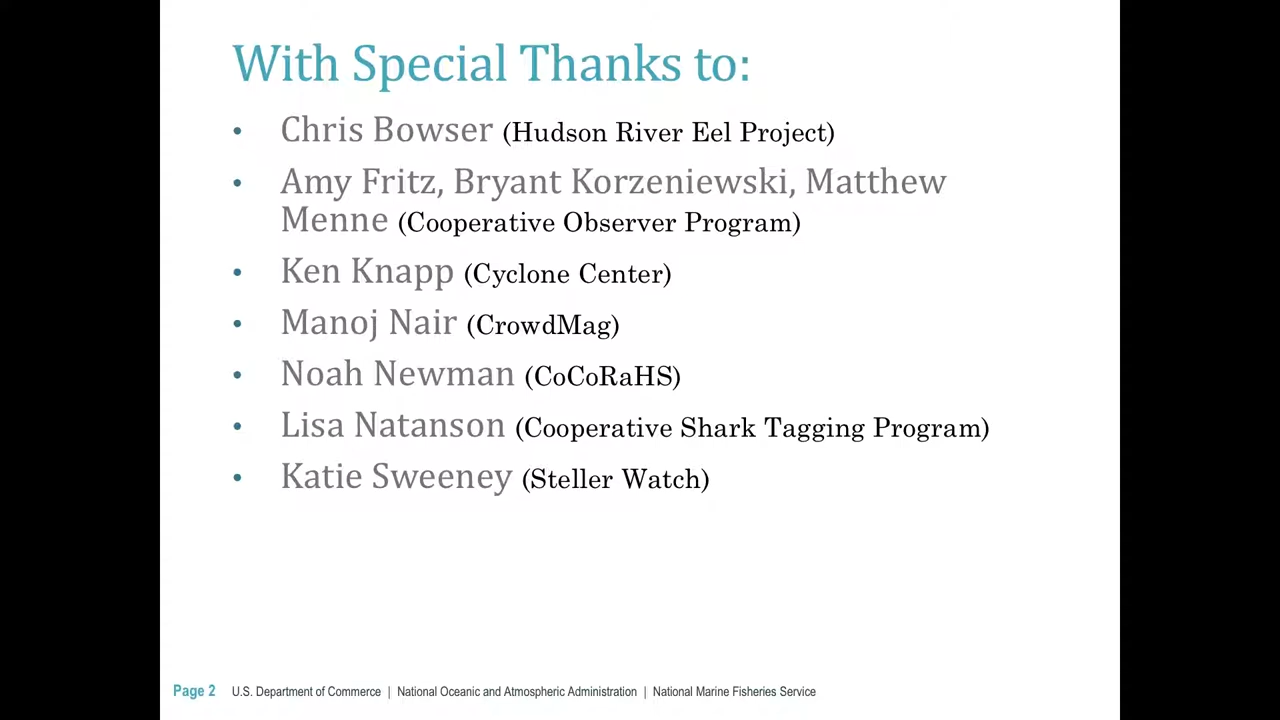 With Special Thanks to:
• Chris Bowser (Hudson River Eel Project)
• Amy Fritz, Bryant Korzeniewski, Matthew
Menne (Cooperative Observer Program)
• Ken Knapp (Cyclone Center)
• Manoj Nair (CrowdMag)
• Noah Newman (CoCoRaHS)
• Lisa Natanson (Cooperative Shark Tagging Program)
• Katie Sweeney (Steller Watch)
Page 2 U.S. Department of Commerce | National Oceanic and Atmospheric Administration | National Marine Fisheries Service